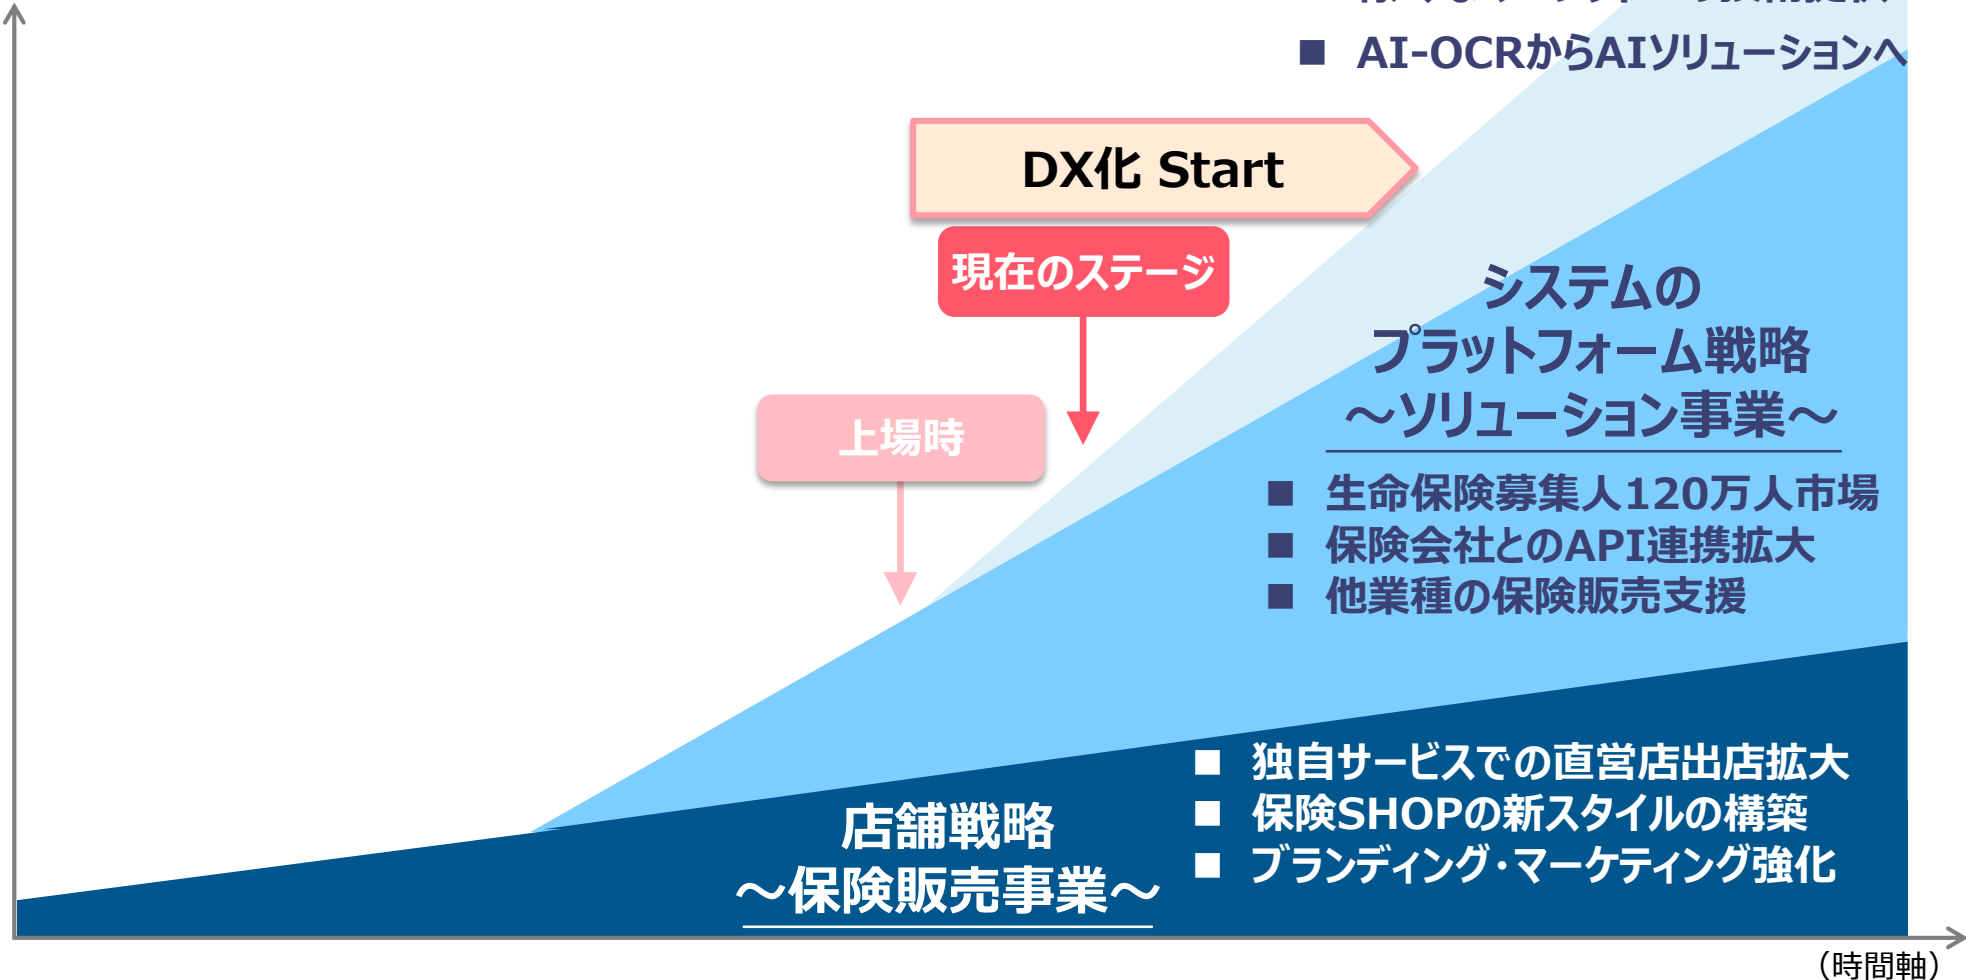 ■ AI-OCRからAIソリューションへ
DX化 Start
現在のステージ
上場時
システムの
プラットフォーム戦略
～ソリューション事業～
■ 生命保険募集人120万人市場
■ 保険会社とのAPI連携拡大
■ 他業種の保険販売支援
■ 独自サービスでの直営店出店拡大
■ 保険SHOPの新スタイルの構築
■ ブランディング・マーケティング強化
店舗戦略
～保険販売事業～
（時間軸）